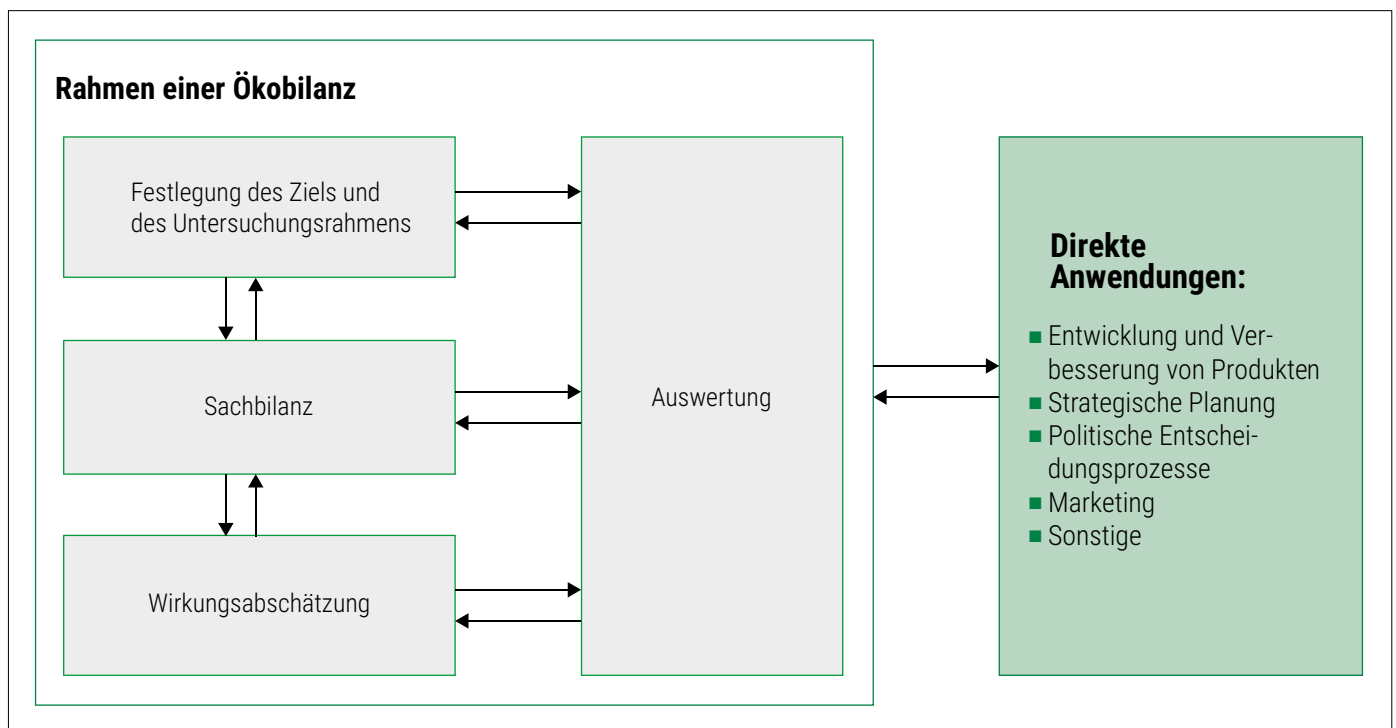 Rahmen einer Ökobilanz
Festlegung des Ziels und
des Untersuchungsrahmens
Sachbilanz
Wirkungsabschätzung
Auswertung
Direkte
Anwendungen:
■ Entwicklung und Ver-
besserung von Produkten
■ Strategische Planung
■ Politische Entschei-
dungsprozesse
■ Marketing
■ Sonstige